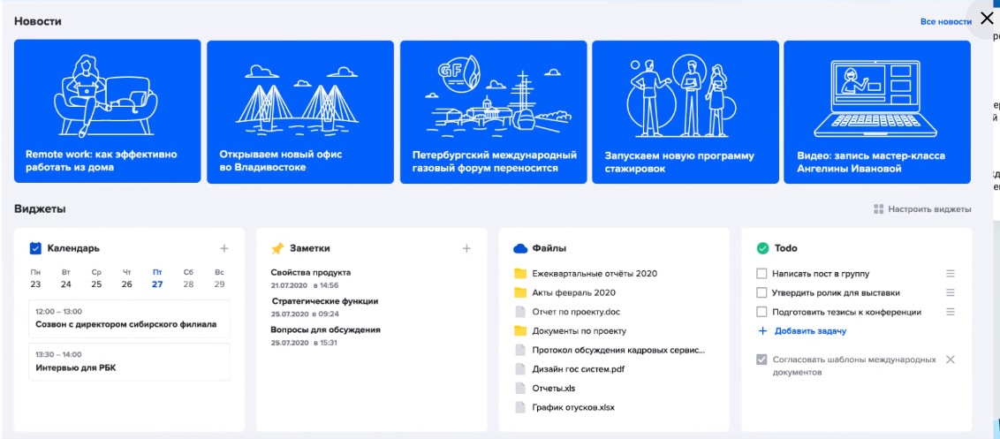 Новости
Все новости
GF
Remote work: как эффективно
работать из дома
Открываем новый офис
во Владивостоке
Петербургский международный
газовый форум переносится
Запускаем новую программу
стажировок
Видео: запись мастер-класса
Ангелины Ивановой
Виджеты
Настроить виджеты
Календарь
Пн Вт Ср Чт Пт Сб Вс
23 24 25 26 27 28 29
12:00 – 13:00
Созвон с директором сибирского филиала
13:30 – 14:00
Интервью для РБК
Заметки
Свойства продукта
21.07.2020 в 14:56
Стратегические функции
25.07.2020 в 09:24
Вопросы для обсуждения
25.07.2020 в 15:31
Файлы
Ежеквартальные отчёты 2020
Акты февраль 2020
Отчет по проекту.doc
Документы по проекту
Протокол обсуждения кадровых сервис...
Дизайн гос систем.pdf
Отчеты.xls
График отусков.xlsx
Todo
Написать пост в группу
Утвердить ролик для выставки
Подготовить тезисы к конференции
Добавить задачу
Согласовать шаблоны международных
документов